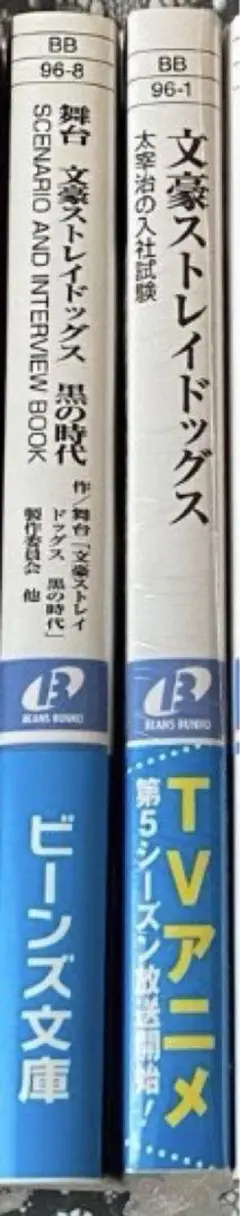 BB
96-8
舞台 文豪ストレイドッグス 黒の時代
SCENARIO AND INTERVIEW BOOK
作/舞台「文豪ストレイ
ドッグス 黒の時代」
製作委員会 他
B
BEANS BUNKO
ビーンズ文庫
BB
96-1
文豪ストレイドッグス
太宰治の入社試験
B
BEANS BUNKO
TVアニメ
第5シーズン放送開始!